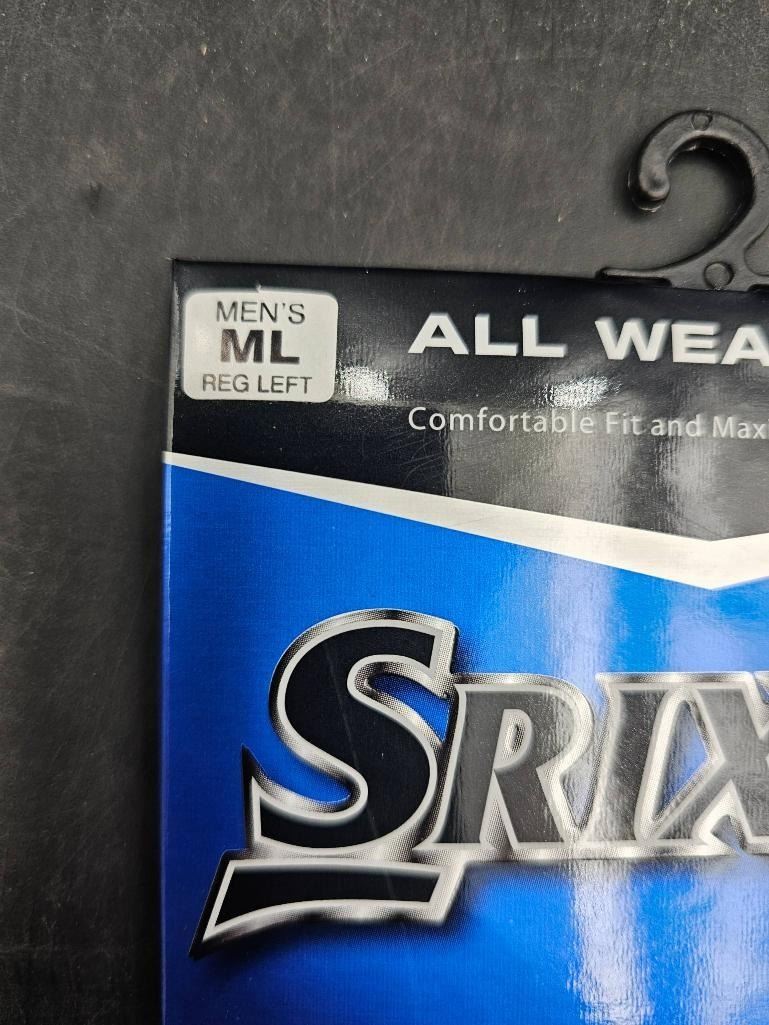 MEN'S
ML
REG LEFT
ALL WEA
Comfortable Fit and Max
SRIX